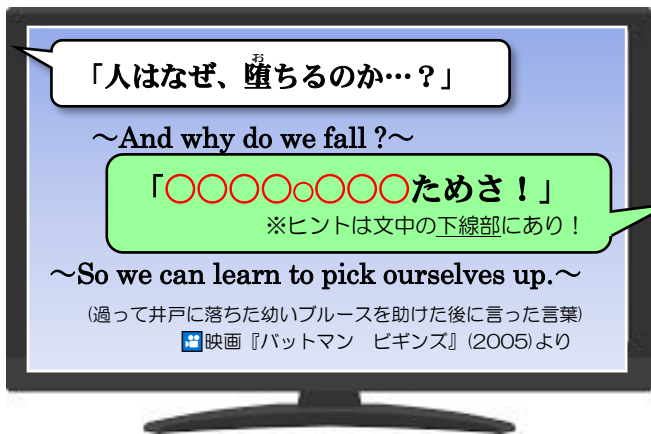 「人はなぜ、堕ちるのか…？」
～And why do we fall ?～
「○○○○○○○○ためさ！」
※ヒントは文中の下線部にあり！
～So we can learn to pick ourselves up.～
(過って井戸に落ちた幼いブルースを助けた後に言った言葉)
映画『バットマン　ビギンズ』(2005)より